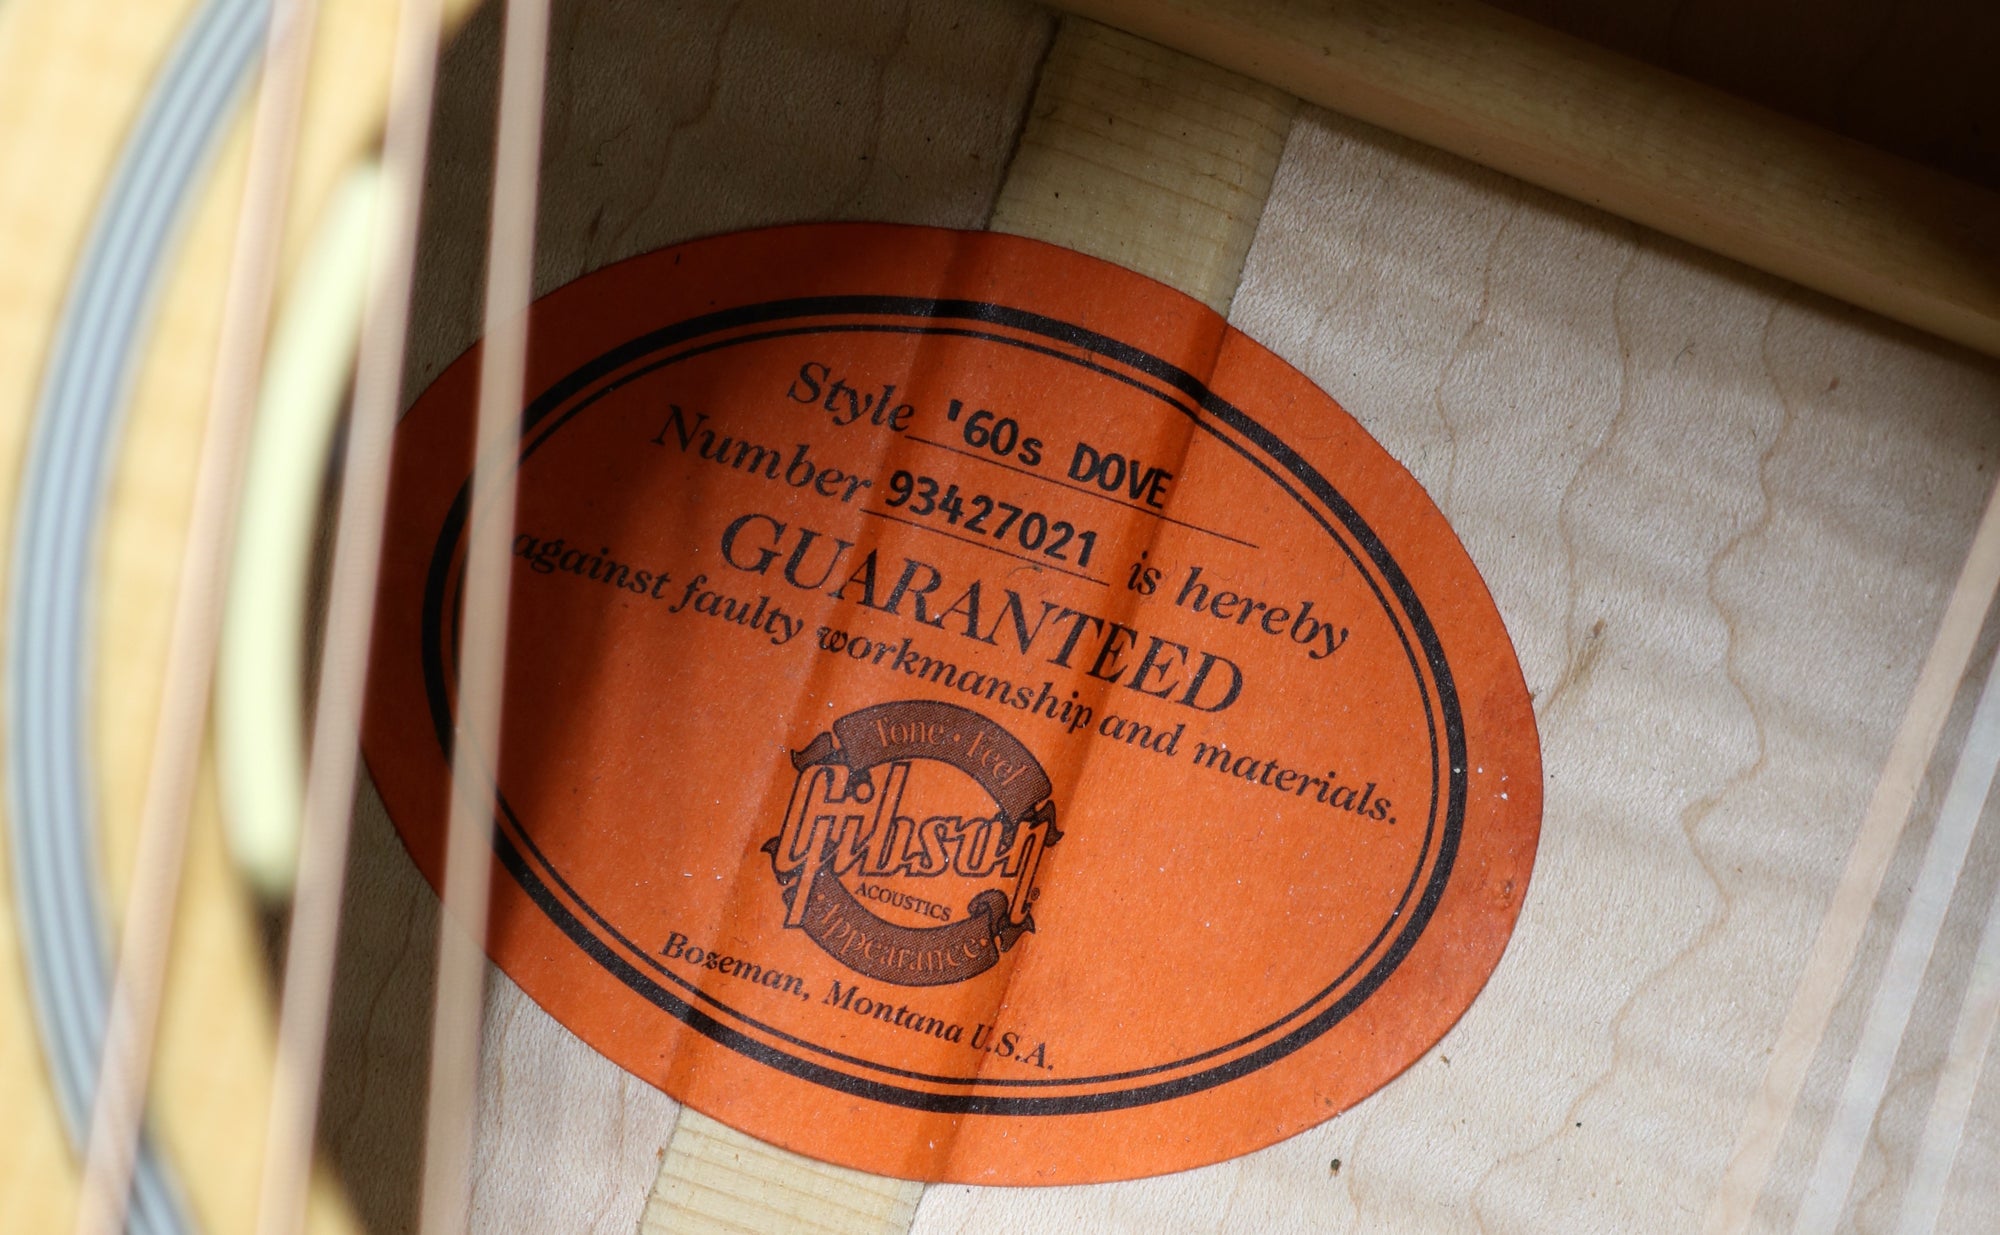 Style '60s DOVE
Number 93427021 is hereby
GUARANTEED
against faulty workmanship and materials.
Tone • Feel
Gibson®
ACOUSTICS
• Appearance •
Bozeman, Montana U.S.A.